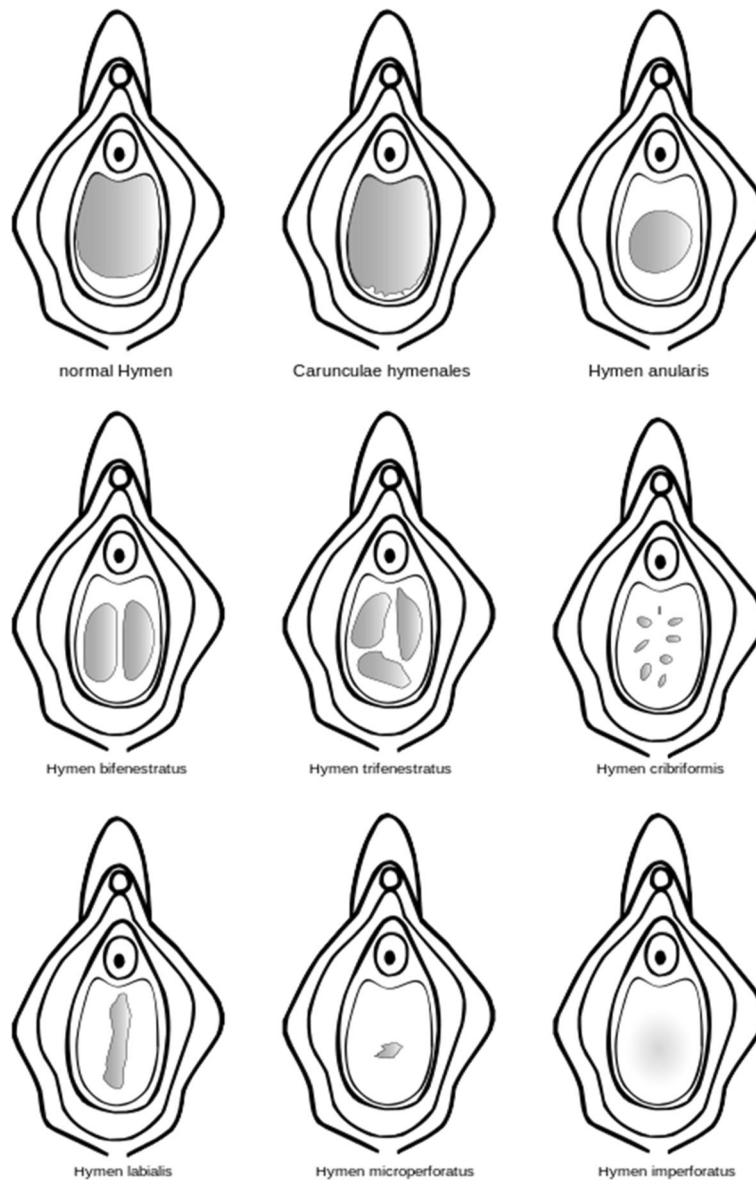 normal Hymen
Carunculae hymenales
Hymen anularis
Hymen bifenestratus
Hymen trifenestratus
Hymen cribriformis
Hymen labialis
Hymen microperforatus
Hymen imperforatus